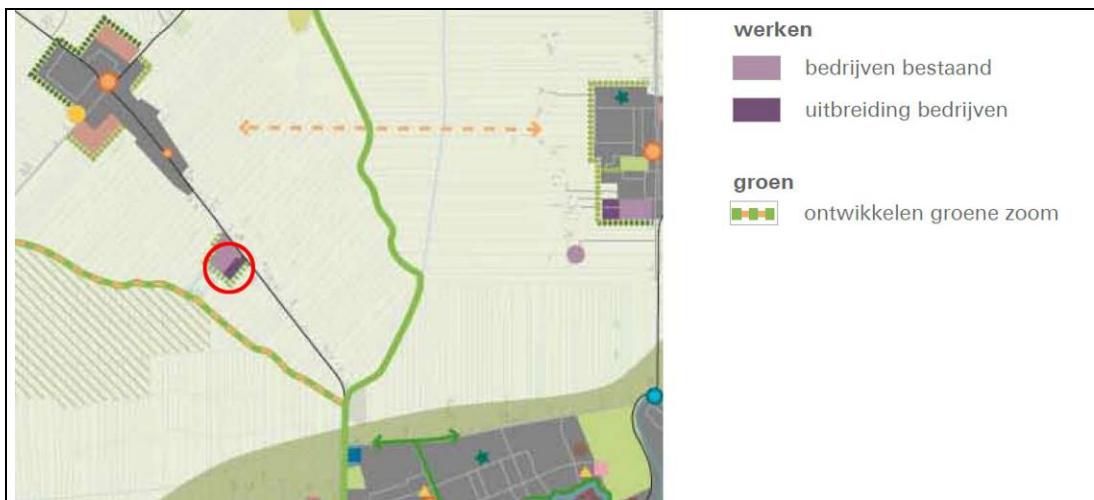 werken
bedrijven bestaand
uitbreiding bedrijven
groen
ontwikkelen groene zoom